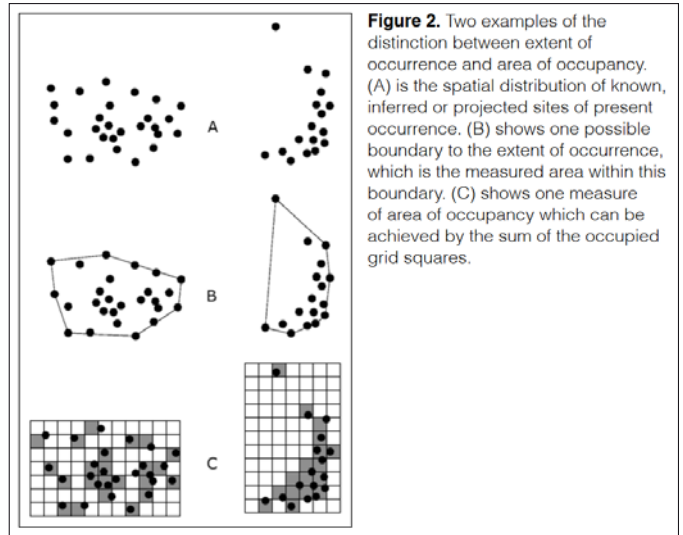 Figure 2. Two examples of the
distinction between extent of
occurrence and area of occupancy.
(A) is the spatial distribution of known,
inferred or projected sites of present
occurrence. (B) shows one possible
boundary to the extent of occurrence,
which is the measured area within this
boundary. (C) shows one measure
of area of occupancy which can be
achieved by the sum of the occupied
grid squares.
A
B
C